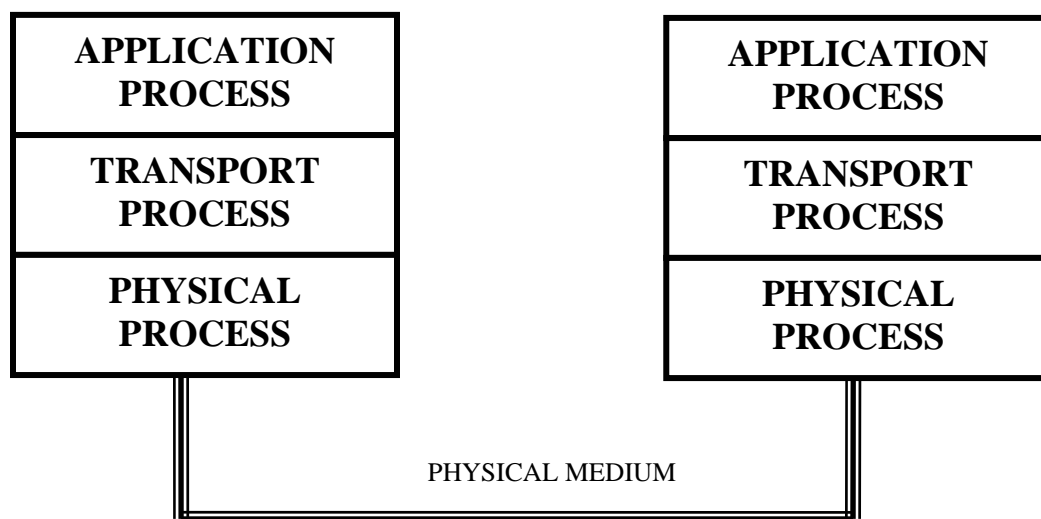 APPLICATION
PROCESS
TRANSPORT
PROCESS
PHYSICAL
PROCESS
APPLICATION
PROCESS
TRANSPORT
PROCESS
PHYSICAL
PROCESS
PHYSICAL MEDIUM